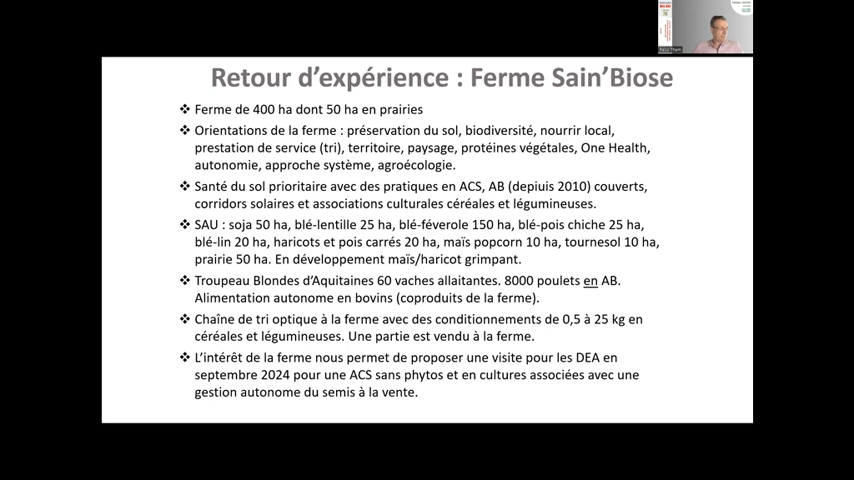 Retour d'expérience : Ferme Sain'Biose
❖ Ferme de 400 ha dont 50 ha en prairies
❖ Orientations de la ferme : préservation du sol, biodiversité, nourrir local,
prestation de service (tri), territoire, paysage, protéines végétales, One Health,
autonomie, approche système, agroécologie.
❖ Santé du sol prioritaire avec des pratiques en ACS, AB (depiuis 2010) couverts,
corridors solaires et associations culturales céréales et légumineuses.
❖ SAU : soja 50 ha, blé-lentille 25 ha, blé-féverole 150 ha, blé-pois chiche 25 ha,
blé-lin 20 ha, haricots et pois carrés 20 ha, maïs popcorn 10 ha, tournesol 10 ha,
prairie 50 ha. En développement maïs/haricot grimpant.
❖ Troupeau Blondes d'Aquitaines 60 vaches allaitantes. 8000 poulets en AB.
Alimentation autonome en bovins (coproduits de la ferme).
❖ Chaîne de tri optique à la ferme avec des conditionnements de 0,5 à 25 kg en
céréales et légumineuses. Une partie est vendu à la ferme.
❖ L'intérêt de la ferme nous permet de proposer une visite pour les DEA en
septembre 2024 pour une ACS sans phytos et en cultures associées avec une
gestion autonome du semis à la vente.